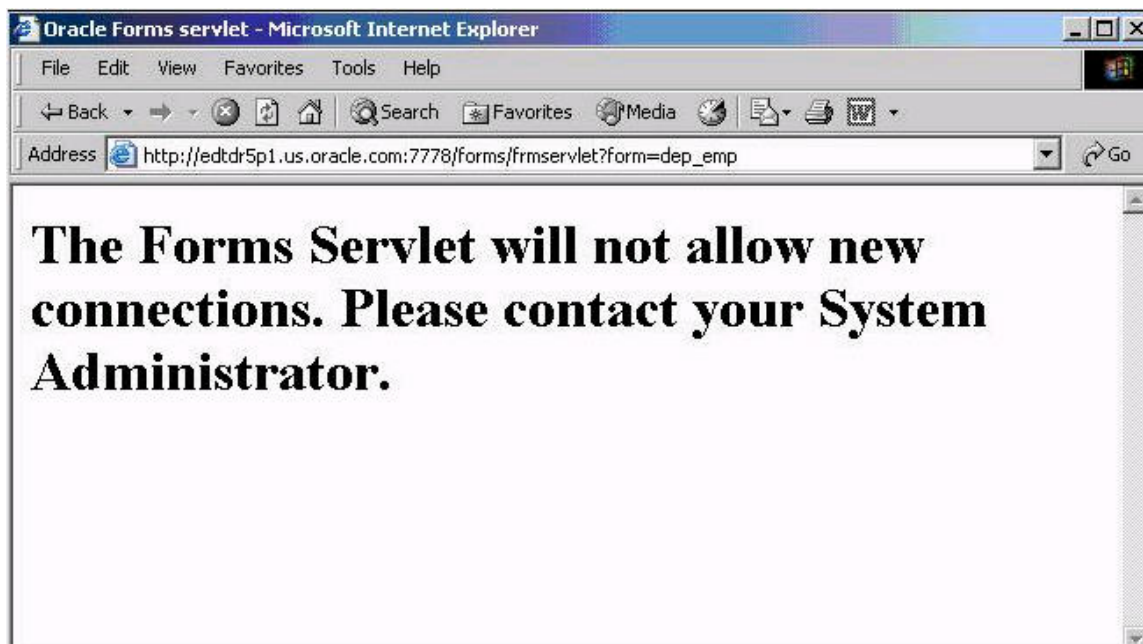 Oracle Forms servlet - Microsoft Internet Explorer
File Edit View Favorites Tools Help
Back Search Favorites Media
Address http://edtdr5p1.us.oracle.com:7778/forms/frmservlet?form=dep_emp Go
The Forms Servlet will not allow new
connections. Please contact your System
Administrator.